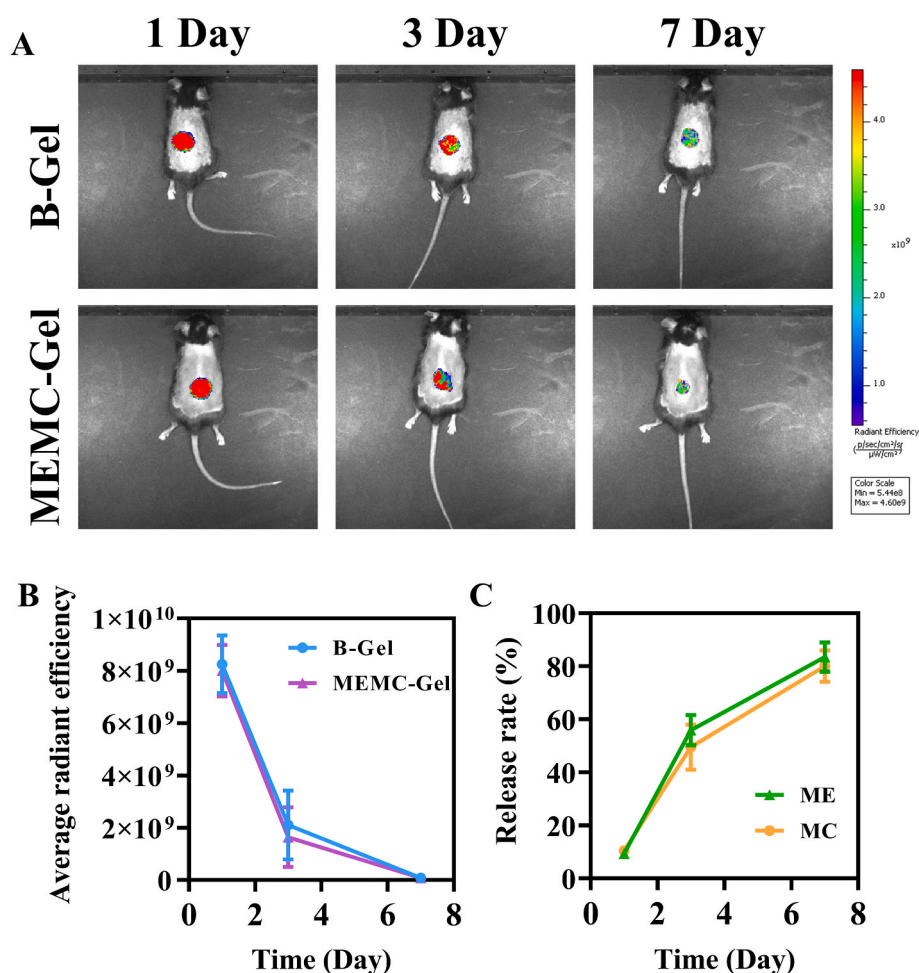 A
1 Day
3 Day
7 Day
B-Gel
MEMC-Gel
4.0
3.0
x10⁹
2.0
1.0
Radiant Efficiency
(p/sec/cm²/sr
µW/cm²)
Color Scale
Min = 5.44e8
Max = 4.60e9
B
Average radiant efficiency
1×10¹⁰
8×10⁹
6×10⁹
4×10⁹
2×10⁹
0
0 2 4 6 8
Time (Day)
B-Gel
MEMC-Gel
C
Release rate (%)
100
80
60
40
20
0
0 2 4 6 8
Time (Day)
ME
MC